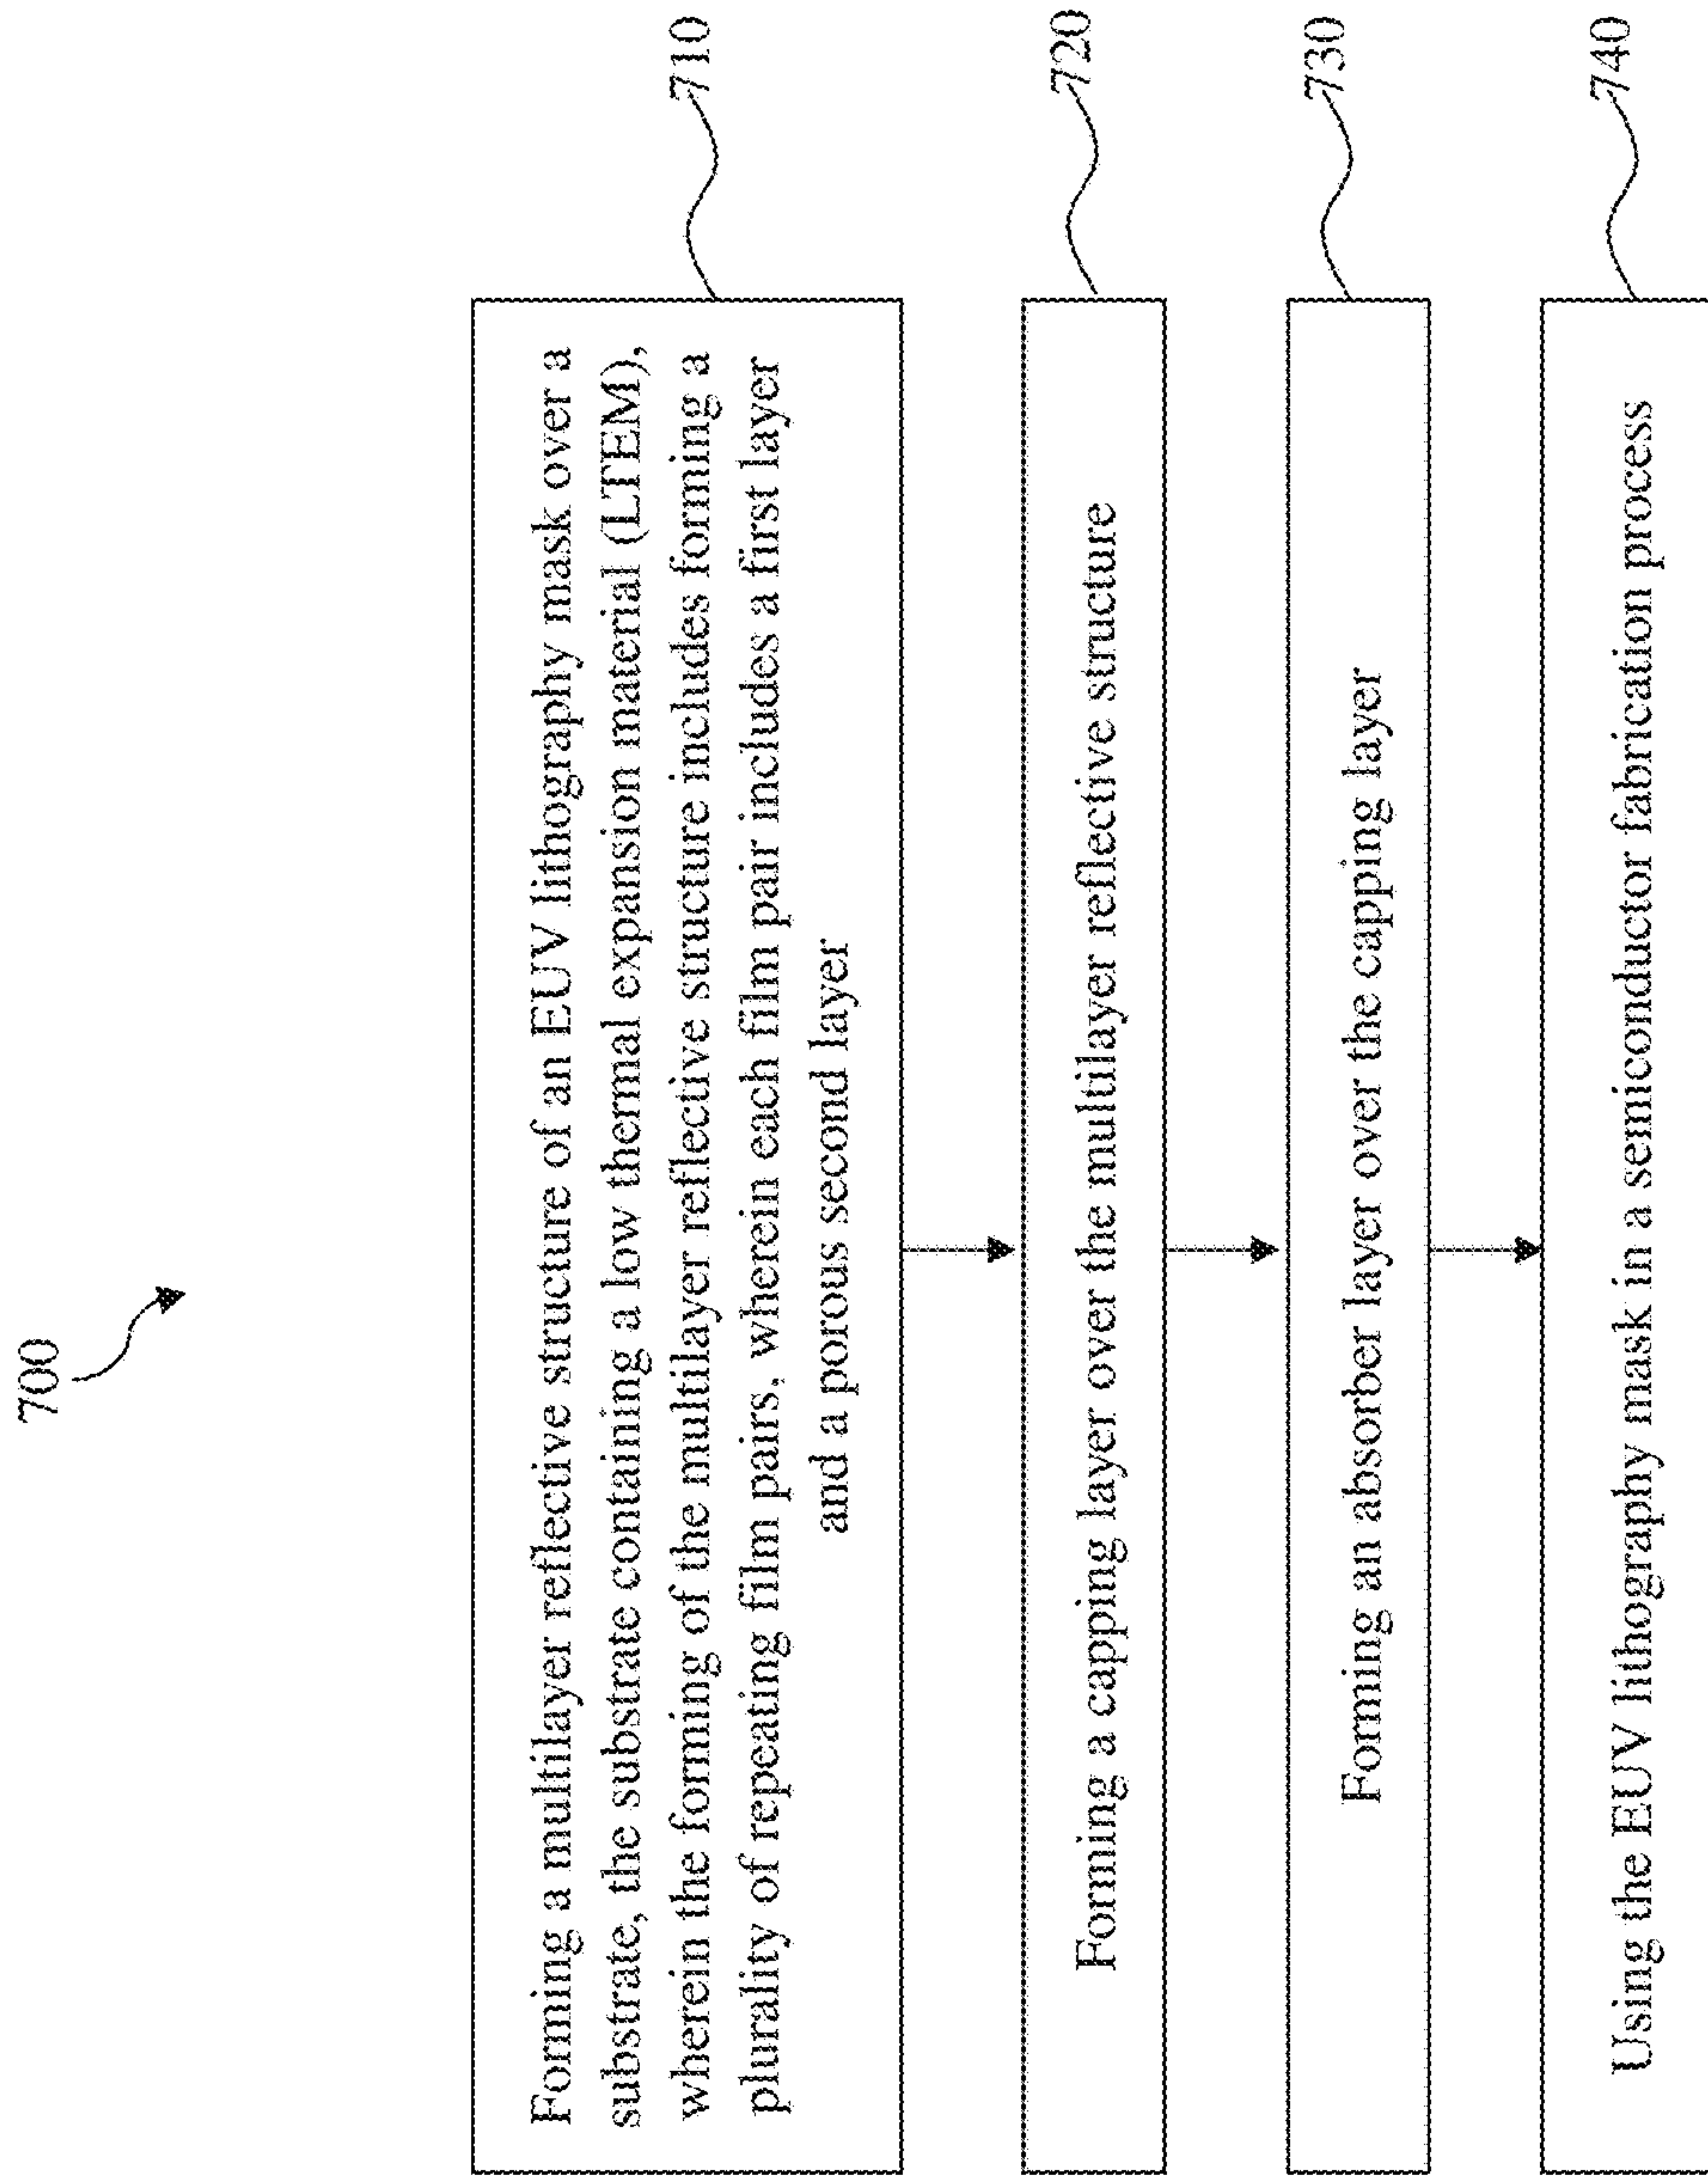 700
Forming a multilayer reflective structure of an EUV lithography mask over a
substrate, the substrate containing a low thermal expansion material (LTEM),
wherein the forming of the multilayer reflective structure includes forming a
plurality of repeating film pairs, wherein each film pair includes a first layer
and a porous second layer
710
Forming a capping layer over the multilayer reflective structure
720
Forming an absorber layer over the capping layer
730
Using the EUV lithography mask in a semiconductor fabrication process
740